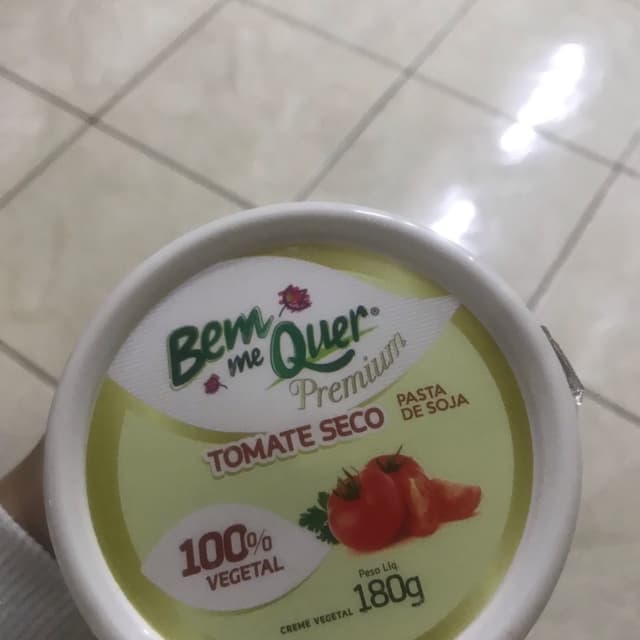 Bem
me Quer®
Premium
TOMATE SECO
PASTA
DE SOJA
100%
VEGETAL
Peso Líq
CREME VEGETAL 180g